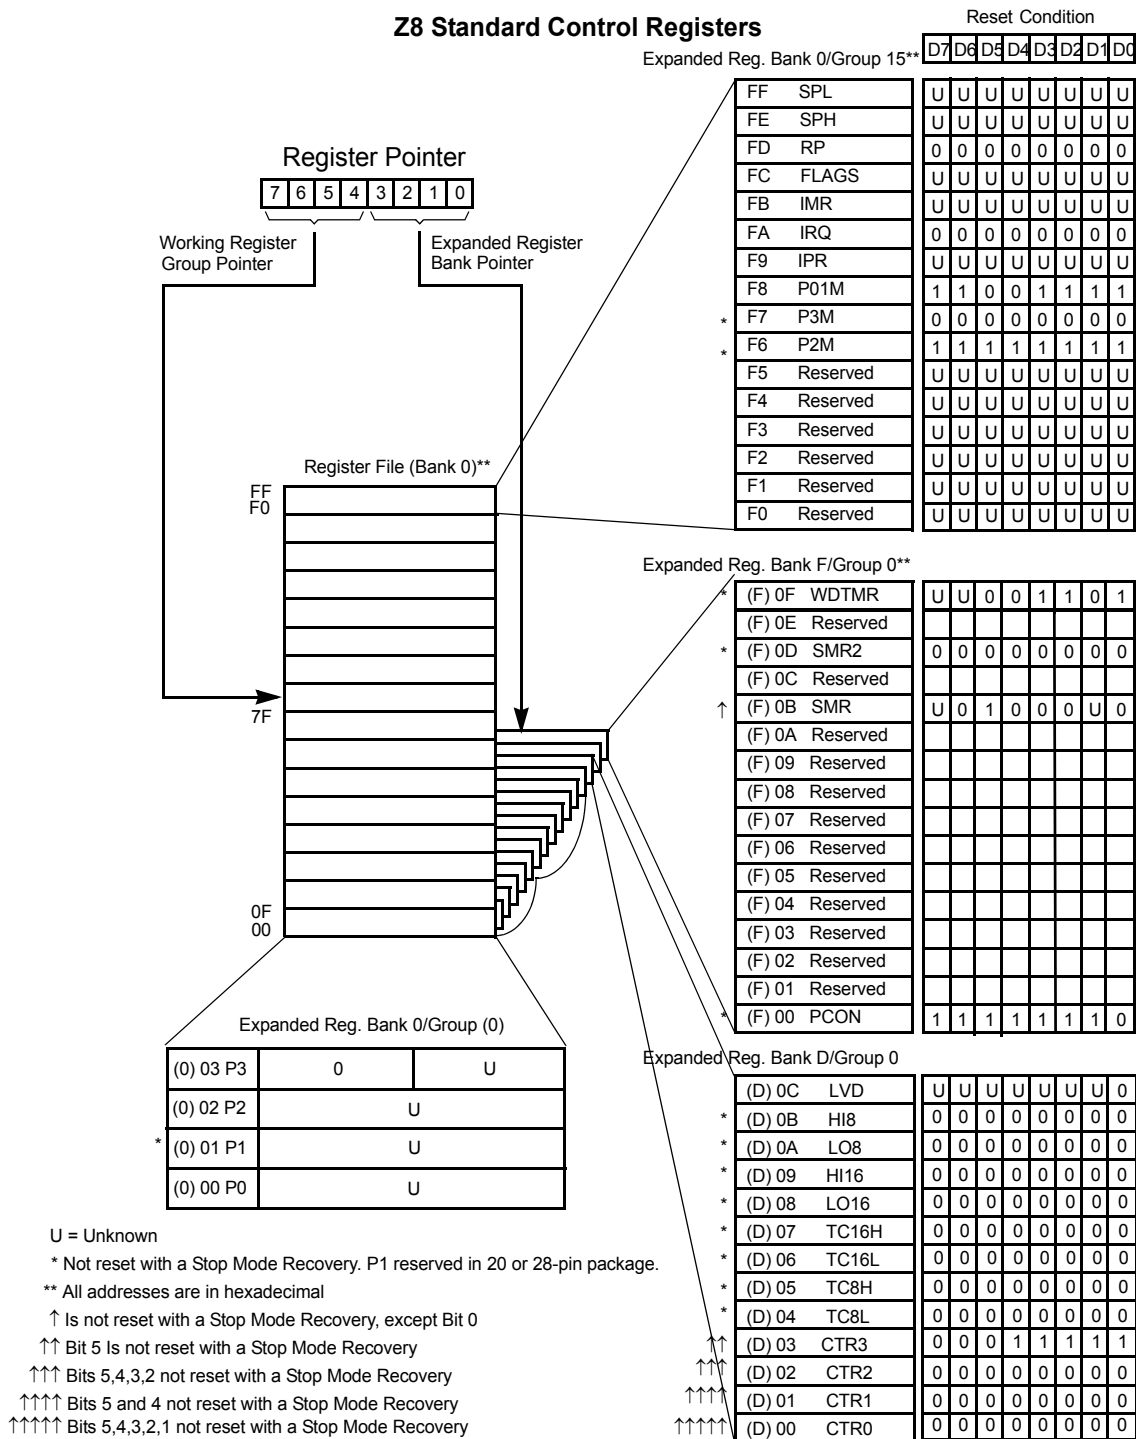 Z8 Standard Control Registers
Reset Condition
Expanded Reg. Bank 0/Group 15**
D7 D6 D5 D4 D3 D2 D1 D0
FF SPL U U U U U U U U
FE SPH U U U U U U U U
FD RP 0 0 0 0 0 0 0 0
FC FLAGS U U U U U U U U
FB IMR U U U U U U U U
FA IRQ 0 0 0 0 0 0 0 0
F9 IPR U U U U U U U U
F8 P01M 1 1 0 0 1 1 1 1
* F7 P3M 0 0 0 0 0 0 0 0
* F6 P2M 1 1 1 1 1 1 1 1
F5 Reserved U U U U U U U U
F4 Reserved U U U U U U U U
F3 Reserved U U U U U U U U
F2 Reserved U U U U U U U U
F1 Reserved U U U U U U U U
F0 Reserved U U U U U U U U
Register Pointer
7 6 5 4 3 2 1 0
Working Register
Group Pointer
Expanded Register
Bank Pointer
Register File (Bank 0)**
FF
F0
7F
0F
00
Expanded Reg. Bank F/Group 0**
* (F) 0F WDTMR U U 0 0 1 1 0 1
(F) 0E Reserved
* (F) 0D SMR2 0 0 0 0 0 0 0 0
(F) 0C Reserved
↑ (F) 0B SMR U 0 1 0 0 0 U 0
(F) 0A Reserved
(F) 09 Reserved
(F) 08 Reserved
(F) 07 Reserved
(F) 06 Reserved
(F) 05 Reserved
(F) 04 Reserved
(F) 03 Reserved
(F) 02 Reserved
(F) 01 Reserved
* (F) 00 PCON 1 1 1 1 1 1 1 0
Expanded Reg. Bank 0/Group (0)
(0) 03 P3 0 U
(0) 02 P2 U
* (0) 01 P1 U
(0) 00 P0 U
Expanded Reg. Bank D/Group 0
(D) 0C LVD U U U U U U U 0
* (D) 0B HI8 0 0 0 0 0 0 0 0
* (D) 0A LO8 0 0 0 0 0 0 0 0
* (D) 09 HI16 0 0 0 0 0 0 0 0
* (D) 08 LO16 0 0 0 0 0 0 0 0
* (D) 07 TC16H 0 0 0 0 0 0 0 0
* (D) 06 TC16L 0 0 0 0 0 0 0 0
* (D) 05 TC8H 0 0 0 0 0 0 0 0
* (D) 04 TC8L 0 0 0 0 0 0 0 0
↑↑ (D) 03 CTR3 0 0 0 1 1 1 1 1
↑↑↑ (D) 02 CTR2 0 0 0 0 0 0 0 0
↑↑↑↑ (D) 01 CTR1 0 0 0 0 0 0 0 0
↑↑↑↑↑ (D) 00 CTR0 0 0 0 0 0 0 0 0
U = Unknown
* Not reset with a Stop Mode Recovery. P1 reserved in 20 or 28-pin package.
** All addresses are in hexadecimal
↑ Is not reset with a Stop Mode Recovery, except Bit 0
↑↑ Bit 5 Is not reset with a Stop Mode Recovery
↑↑↑ Bits 5,4,3,2 not reset with a Stop Mode Recovery
↑↑↑↑ Bits 5 and 4 not reset with a Stop Mode Recovery
↑↑↑↑↑ Bits 5,4,3,2,1 not reset with a Stop Mode Recovery